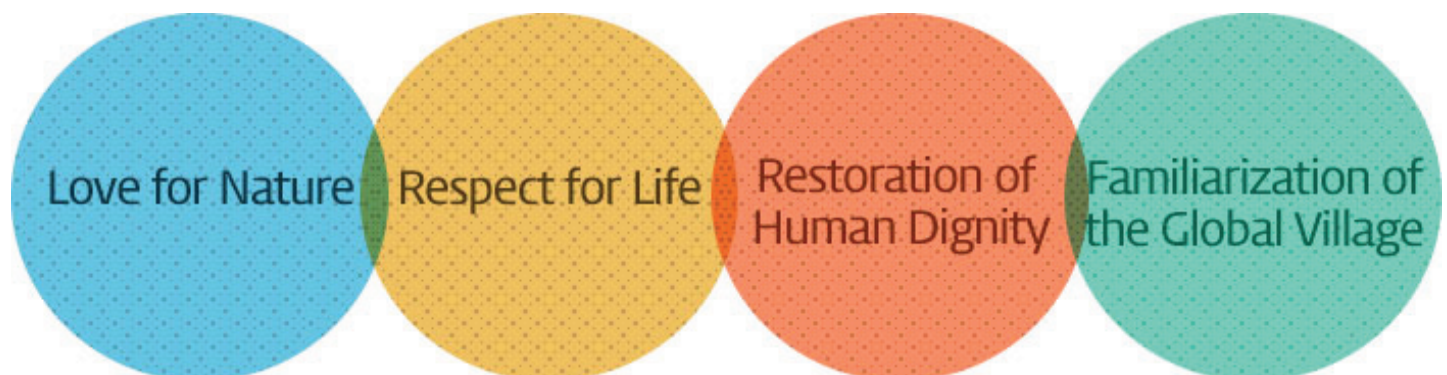 Love for Nature
Respect for Life
Restoration of
Human Dignity
Familiarization of
the Global Village